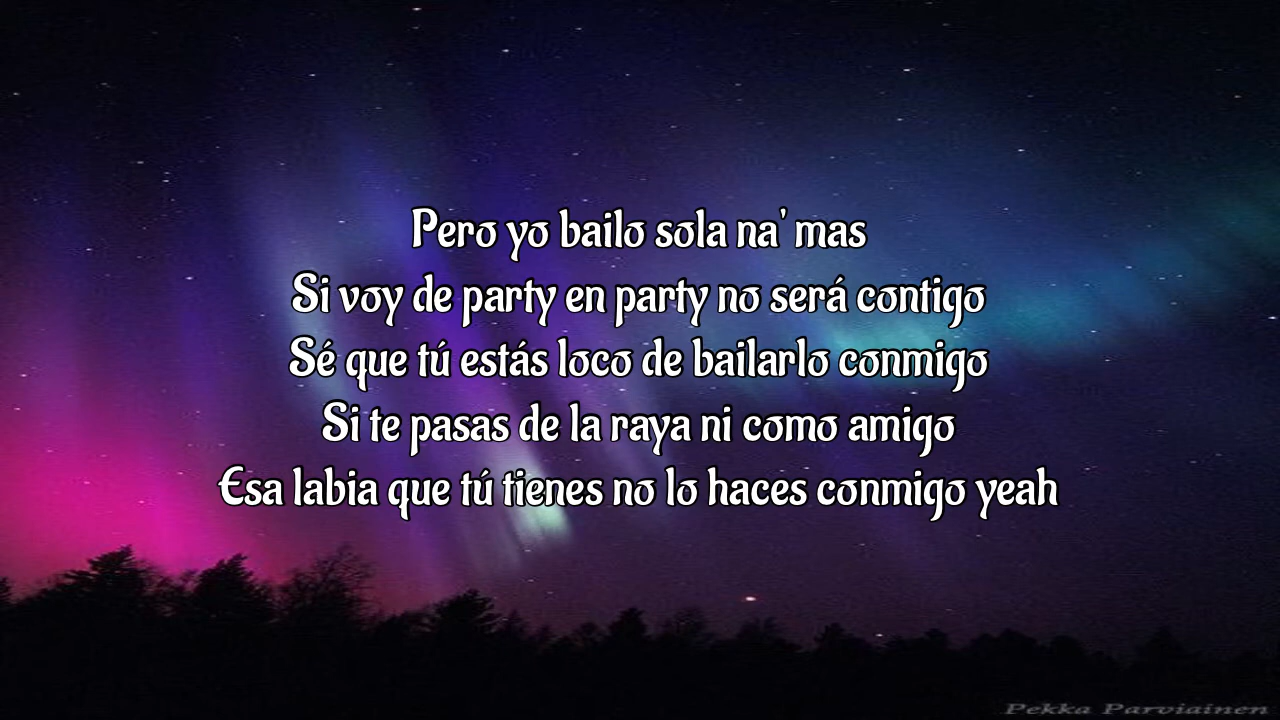 Pero yo bailo sola na' mas
Si voy de party en party no será contigo
Sé que tú estás loco de bailarlo conmigo
Si te pasas de la raya ni como amigo
Esa labia que tú tienes no lo haces conmigo yeah
Pekka Parviainen